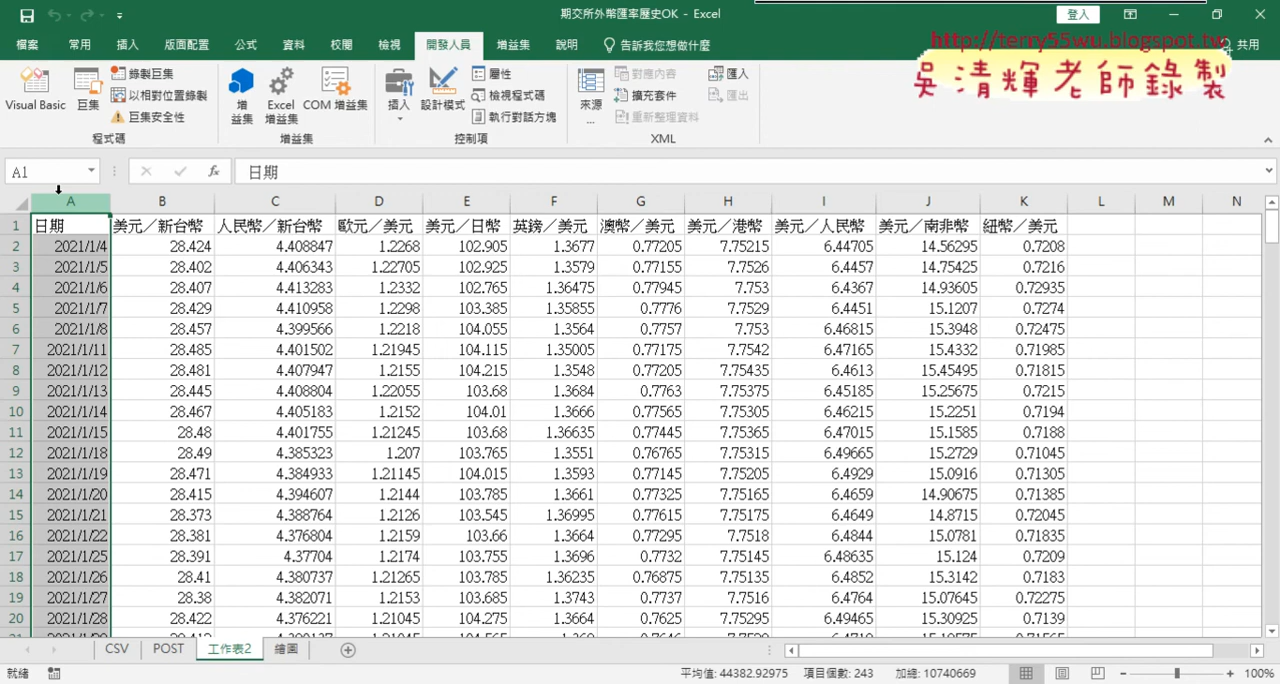 期交所外幣匯率歷史OK - Excel
登入
檔案 常用 插入 版面配置 公式 資料 校閱 檢視 開發人員 增益集 說明 告訴我您想做什麼 共用
http://terry55wu.blogspot.tw
吳清輝老師錄製
Visual Basic 巨集 錄製巨集 以相對位置錄製 巨集安全性 程式碼
增益集 Excel 增益集 COM 增益集 增益集
插入 設計模式 屬性 檢視程式碼 執行對話方塊 控制項
來源... 對應內容 擴充套件 重新整理資料 匯入 匯出 XML
A1 fx 日期
A B C D E F G H I J K L M N
1 日期 美元／新台幣 人民幣／新台幣 歐元／美元 美元／日幣 英鎊／美元 澳幣／美元 美元／港幣 美元／人民幣 美元／南非幣 紐幣／美元
2 2021/1/4 28.424 4.408847 1.2268 102.905 1.3677 0.77205 7.75215 6.44705 14.56295 0.7208
3 2021/1/5 28.402 4.406343 1.22705 102.925 1.3579 0.77155 7.7526 6.4457 14.75425 0.7216
4 2021/1/6 28.407 4.413283 1.2332 102.765 1.36475 0.77945 7.753 6.4367 14.93605 0.72935
5 2021/1/7 28.429 4.410958 1.2298 103.385 1.35855 0.7776 7.7529 6.4451 15.1207 0.7274
6 2021/1/8 28.457 4.399566 1.2218 104.055 1.3564 0.7757 7.753 6.46815 15.3948 0.72475
7 2021/1/11 28.485 4.401502 1.21945 104.115 1.35005 0.77175 7.7542 6.47165 15.4332 0.71985
8 2021/1/12 28.481 4.407947 1.2155 104.215 1.3548 0.77205 7.75435 6.4613 15.45495 0.71815
9 2021/1/13 28.445 4.408804 1.22055 103.68 1.3684 0.7763 7.75375 6.45185 15.25675 0.7215
10 2021/1/14 28.467 4.405183 1.2152 104.01 1.3666 0.77565 7.75305 6.46215 15.2251 0.7194
11 2021/1/15 28.48 4.401755 1.21245 103.68 1.36635 0.77445 7.75365 6.47015 15.1585 0.7188
12 2021/1/18 28.49 4.385323 1.207 103.765 1.3551 0.76765 7.75315 6.49665 15.2729 0.71045
13 2021/1/19 28.471 4.384933 1.21145 104.015 1.3593 0.77145 7.75205 6.4929 15.0916 0.71305
14 2021/1/20 28.415 4.394607 1.2144 103.785 1.3661 0.77325 7.75165 6.4659 14.90675 0.71385
15 2021/1/21 28.373 4.388764 1.2126 103.545 1.36995 0.77615 7.75175 6.4649 14.8715 0.72045
16 2021/1/22 28.381 4.376804 1.2159 103.66 1.3664 0.77295 7.7518 6.4844 15.0781 0.71835
17 2021/1/25 28.391 4.37704 1.2174 103.755 1.3696 0.7732 7.75145 6.48635 15.124 0.7209
18 2021/1/26 28.41 4.380737 1.21265 103.785 1.36235 0.76875 7.75135 6.4852 15.3142 0.7183
19 2021/1/27 28.38 4.382071 1.2153 103.685 1.3743 0.7737 7.7516 6.4764 15.07645 0.72275
20 2021/1/28 28.422 4.376221 1.21045 104.275 1.3664 0.7625 7.75295 6.49465 15.30925 0.7139
CSV POST 工作表2 繪圖
就緒 平均值: 44382.92975 項目個數: 243 加總: 10740669 100%